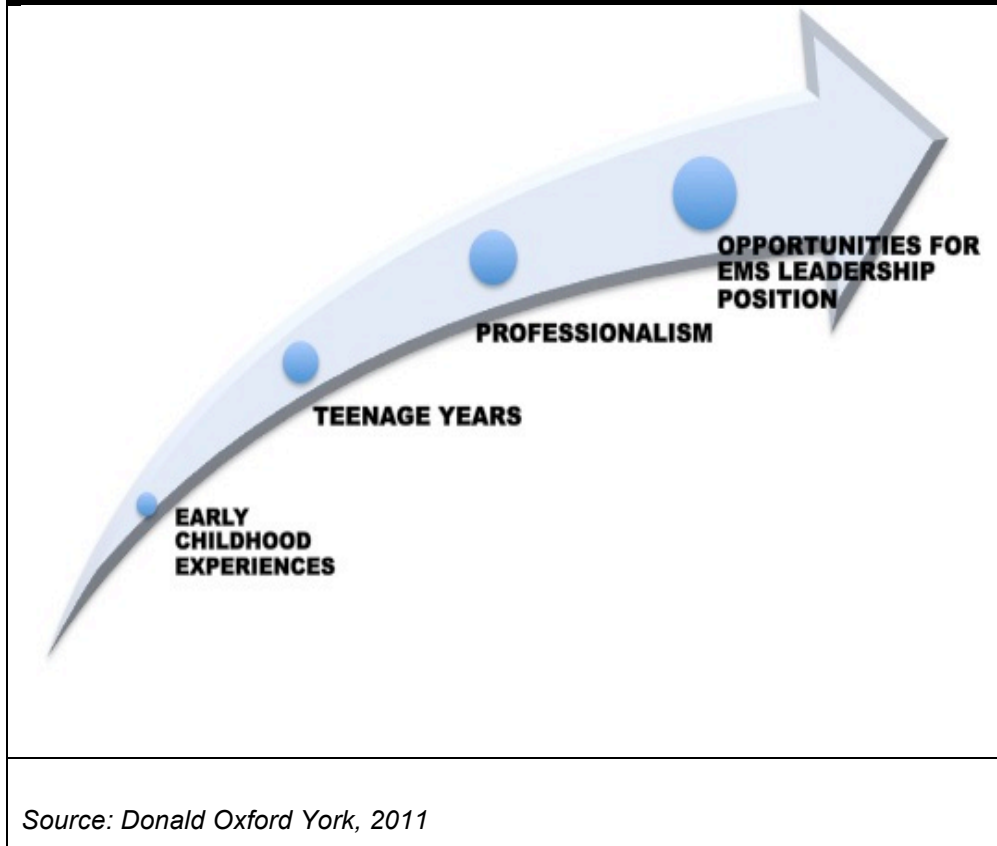 EARLY
CHILDHOOD
EXPERIENCES
TEENAGE YEARS
PROFESSIONALISM
OPPORTUNITIES FOR
EMS LEADERSHIP
POSITION
Source: Donald Oxford York, 2011